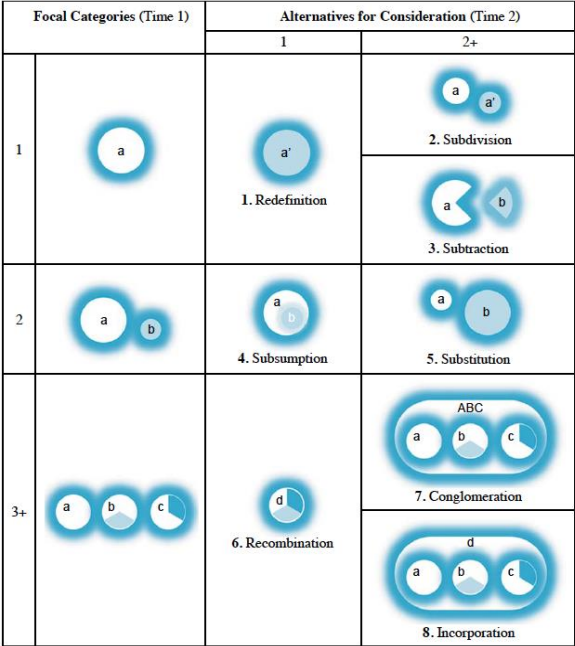 Focal Categories (Time 1)
Alternatives for Consideration (Time 2)
1
2+
1
a
a'
1. Redefinition
a
a'
2. Subdivision
a
b
3. Subtraction
2
a
b
a
b
4. Subsumption
a
b
5. Substitution
3+
a
b
c
d
6. Recombination
ABC
a
b
c
7. Conglomeration
d
a
b
c
8. Incorporation